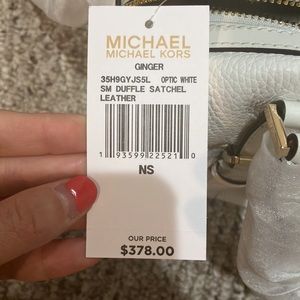 MICHAEL
MICHAEL KORS
GINGER
35H9GYJS5L OPTIC WHITE
SM DUFFLE SATCHEL
LEATHER
1 93599 22521 0
NS
OUR PRICE
$378.00